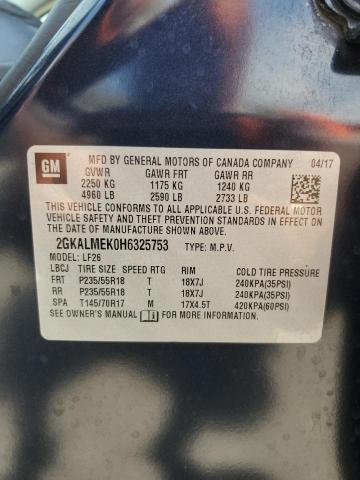 GM
MFD BY GENERAL MOTORS OF CANADA COMPANY 04/17
GVWR GAWR FRT GAWR RR
2250 KG 1175 KG 1240 KG
4960 LB 2590 LB 2733 LB
THIS VEHICLE CONFORMS TO ALL APPLICABLE U.S. FEDERAL
MOTOR VEHICLE SAFETY, BUMPER, AND THEFT PREVENTION
STANDARDS IN EFFECT ON
THE DATE OF MANUFACTURE SHOWN ABOVE.
2GKALMEK0H6325753 TYPE: M.P.V.
MODEL: LF26
LBCJ TIRE SIZE SPEED RTG RIM COLD TIRE PRESSURE
FRT P235/55R18 T 18X7J 240KPA(35PSI)
RR P235/55R18 T 18X7J 240KPA(35PSI)
SPA T145/70R17 M 17X4.5T 420KPA(60PSI)
SEE OWNER'S MANUAL FOR MORE INFORMATION.